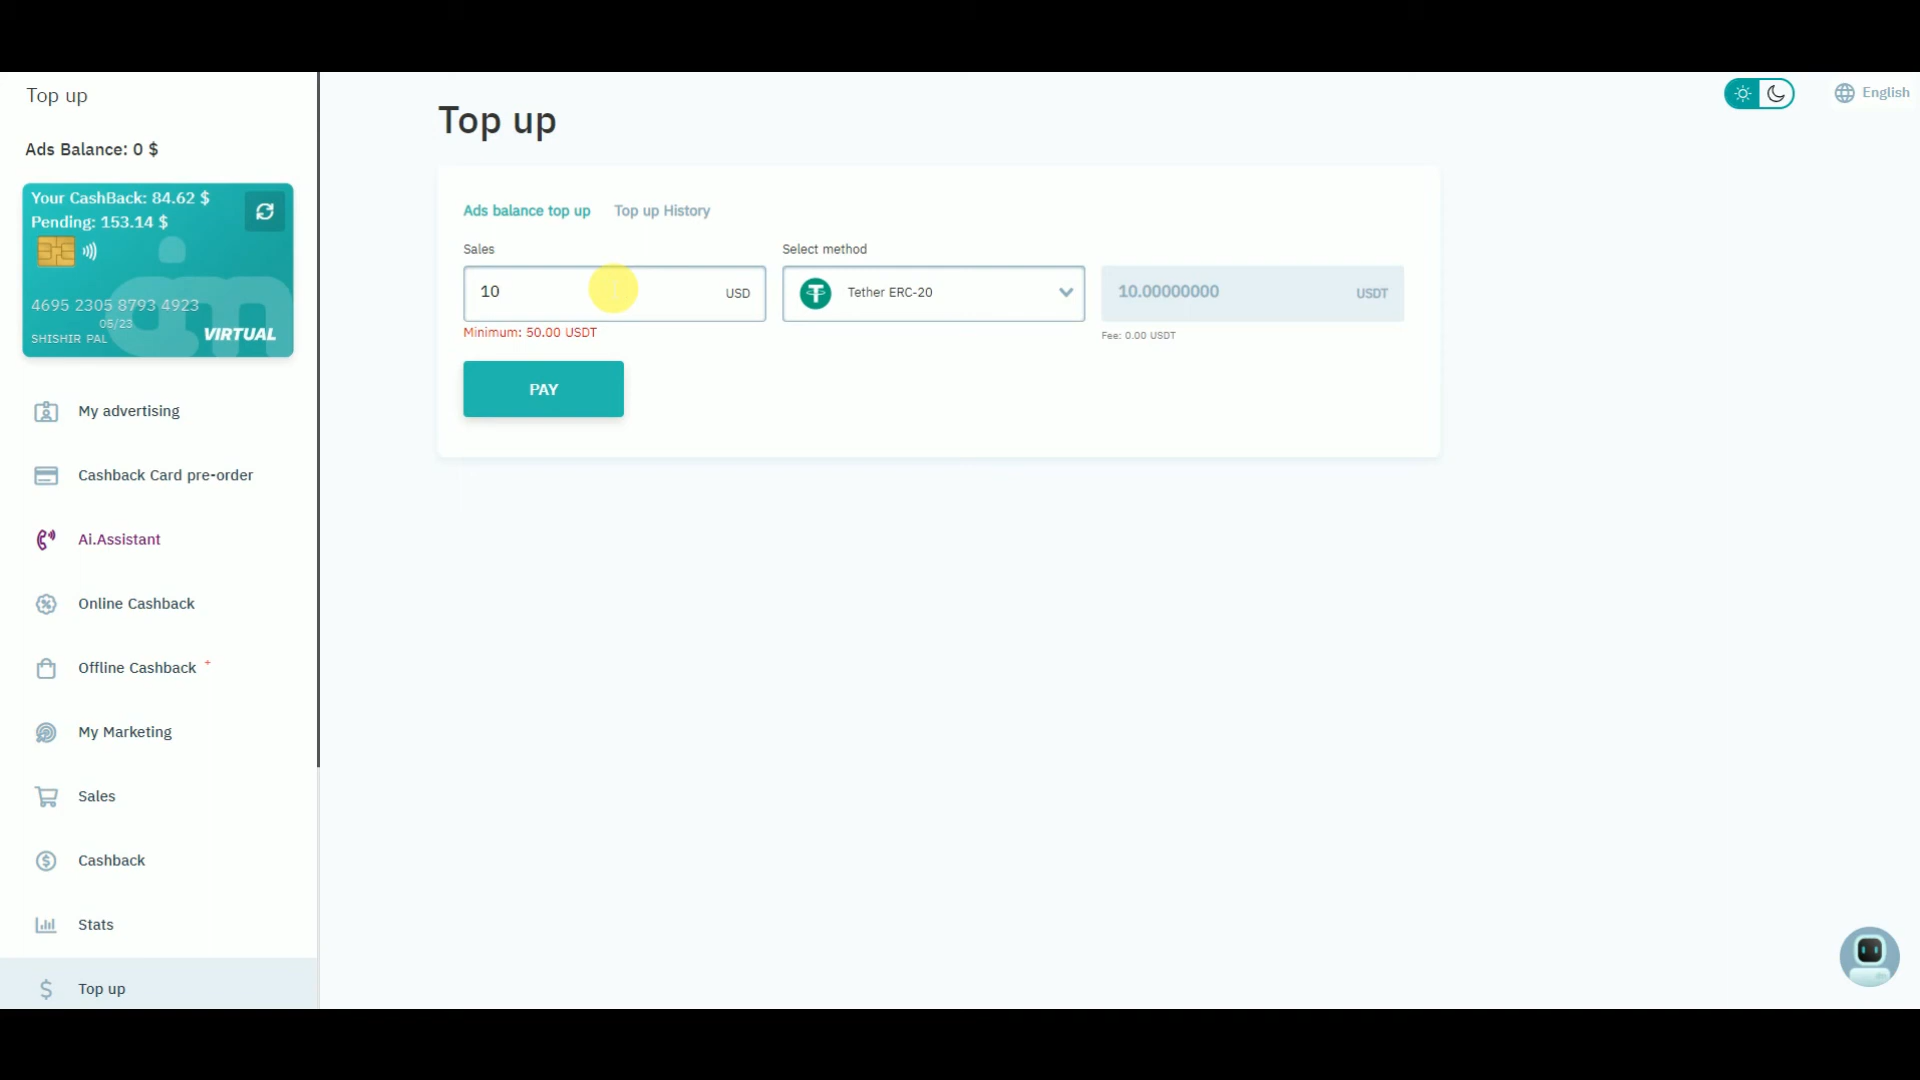 Top up
Ads Balance: 0 $
Your CashBack: 84.62 $
Pending: 153.14 $
4695 2305 8793 4923
05/23
SHISHIR PAL
VIRTUAL
My advertising
Cashback Card pre-order
Ai.Assistant
Online Cashback
Offline Cashback +
My Marketing
Sales
Cashback
Stats
Top up
Top up
English
Ads balance top up
Top up History
Sales
Select method
10
USD
Tether ERC-20
10.00000000
USDT
Minimum: 50.00 USDT
Fee: 0.00 USDT
PAY